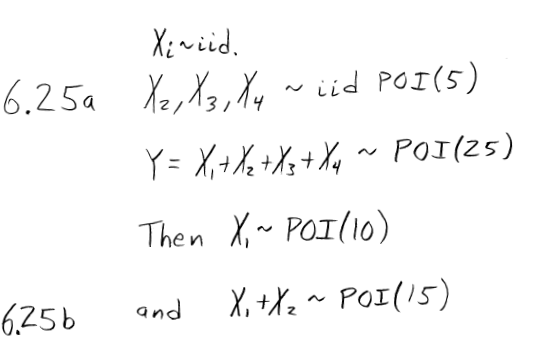 Xi ~ iid.
6.25a X₂, X₃, X₄ ~ iid POI(5)
Y = X₁ + X₂ + X₃ + X₄ ~ POI(25)
Then X₁ ~ POI(10)
6.25b and X₁ + X₂ ~ POI(15)